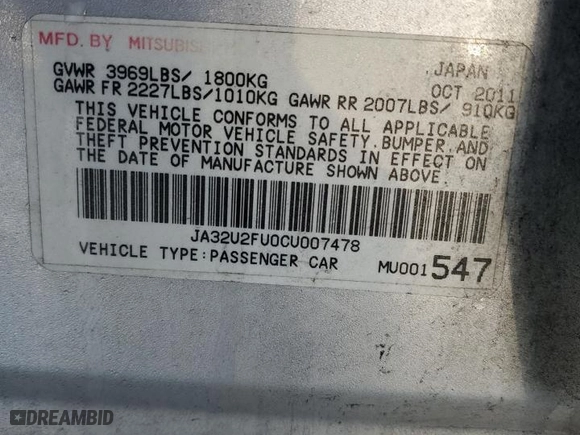 MFD. BY MITSUBIS
JAPAN
GVWR 3969LBS/ 1800KG
OCT 2011
GAWR FR 2227LBS/1010KG GAWR RR 2007LBS/ 910KG
THIS VEHICLE CONFORMS TO ALL APPLICABLE
FEDERAL MOTOR VEHICLE SAFETY, BUMPER, AND
THEFT PREVENTION STANDARDS IN EFFECT ON
THE DATE OF MANUFACTURE SHOWN ABOVE.
JA32U2FU0CU007478
VEHICLE TYPE:PASSENGER CAR
MU001547
DREAMBID